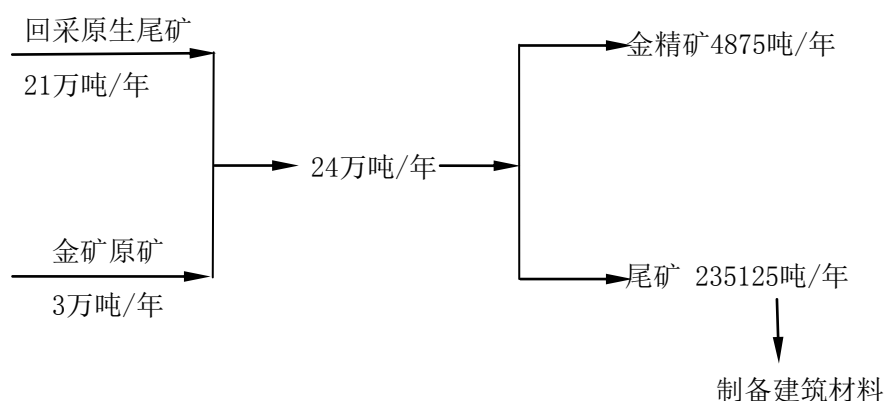 回采原生尾矿
21万吨/年
金矿原矿
3万吨/年
24万吨/年
金精矿4875吨/年
尾矿 235125吨/年
制备建筑材料